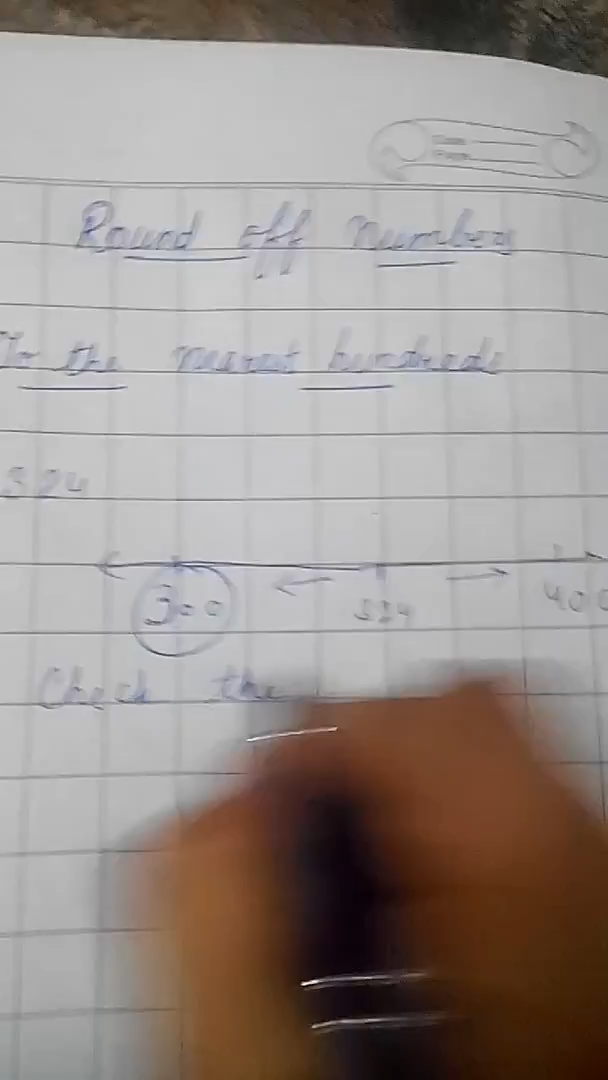 Round off numbers
To the nearest hundreds
324
300 324 400
Check the